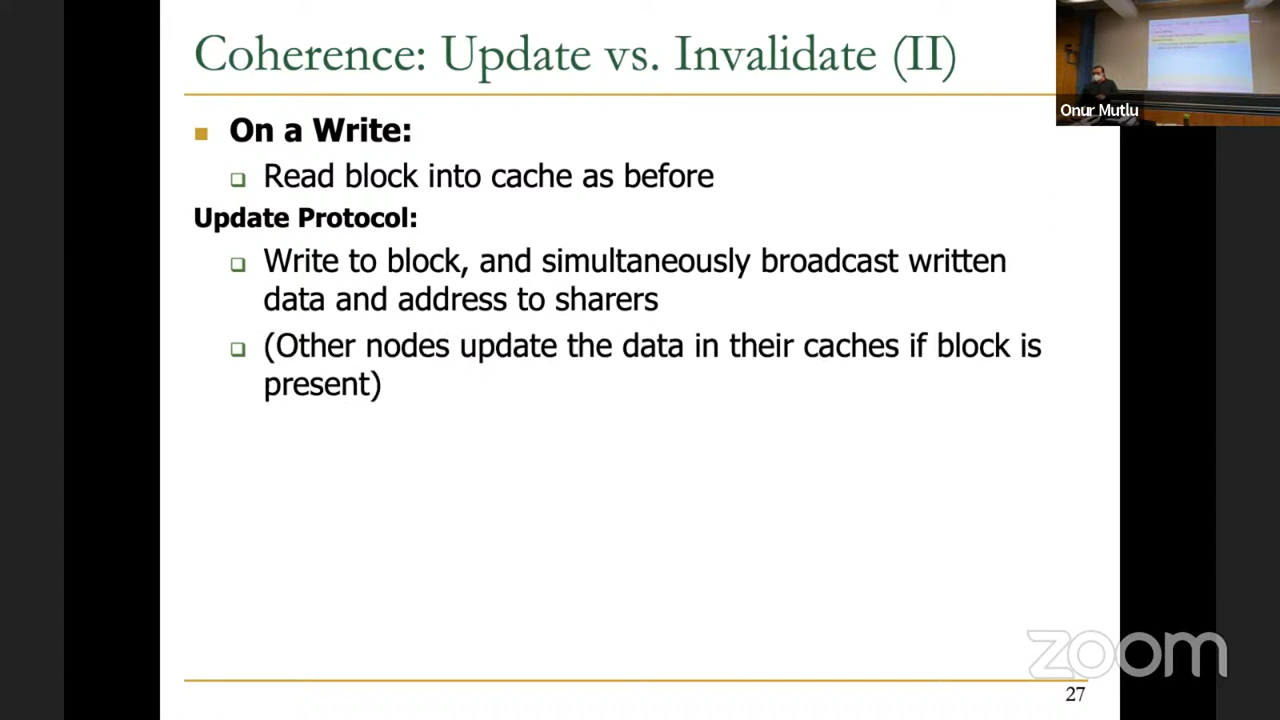 Coherence: Update vs. Invalidate (II)
Onur Mutlu
On a Write:
Read block into cache as before
Update Protocol:
Write to block, and simultaneously broadcast written
data and address to sharers
(Other nodes update the data in their caches if block is
present)
zoom
27